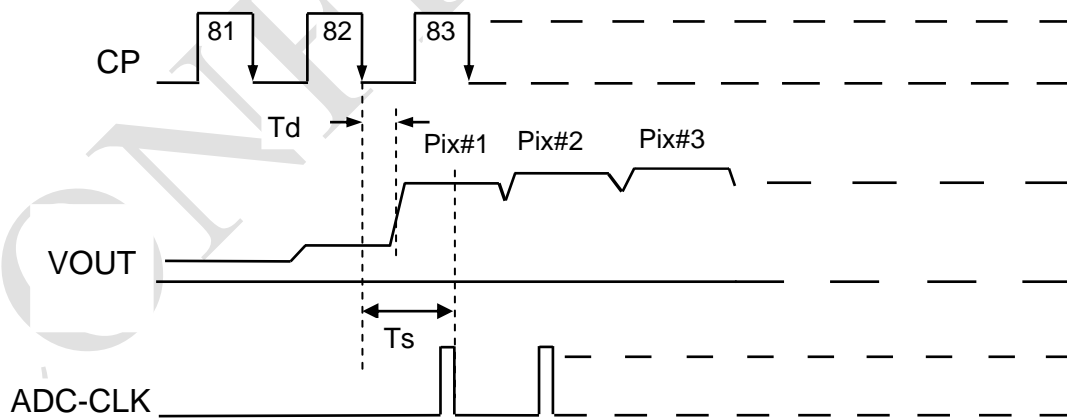 81 82 83
CP
Td
Pix#1 Pix#2 Pix#3
VOUT
Ts
ADC-CLK